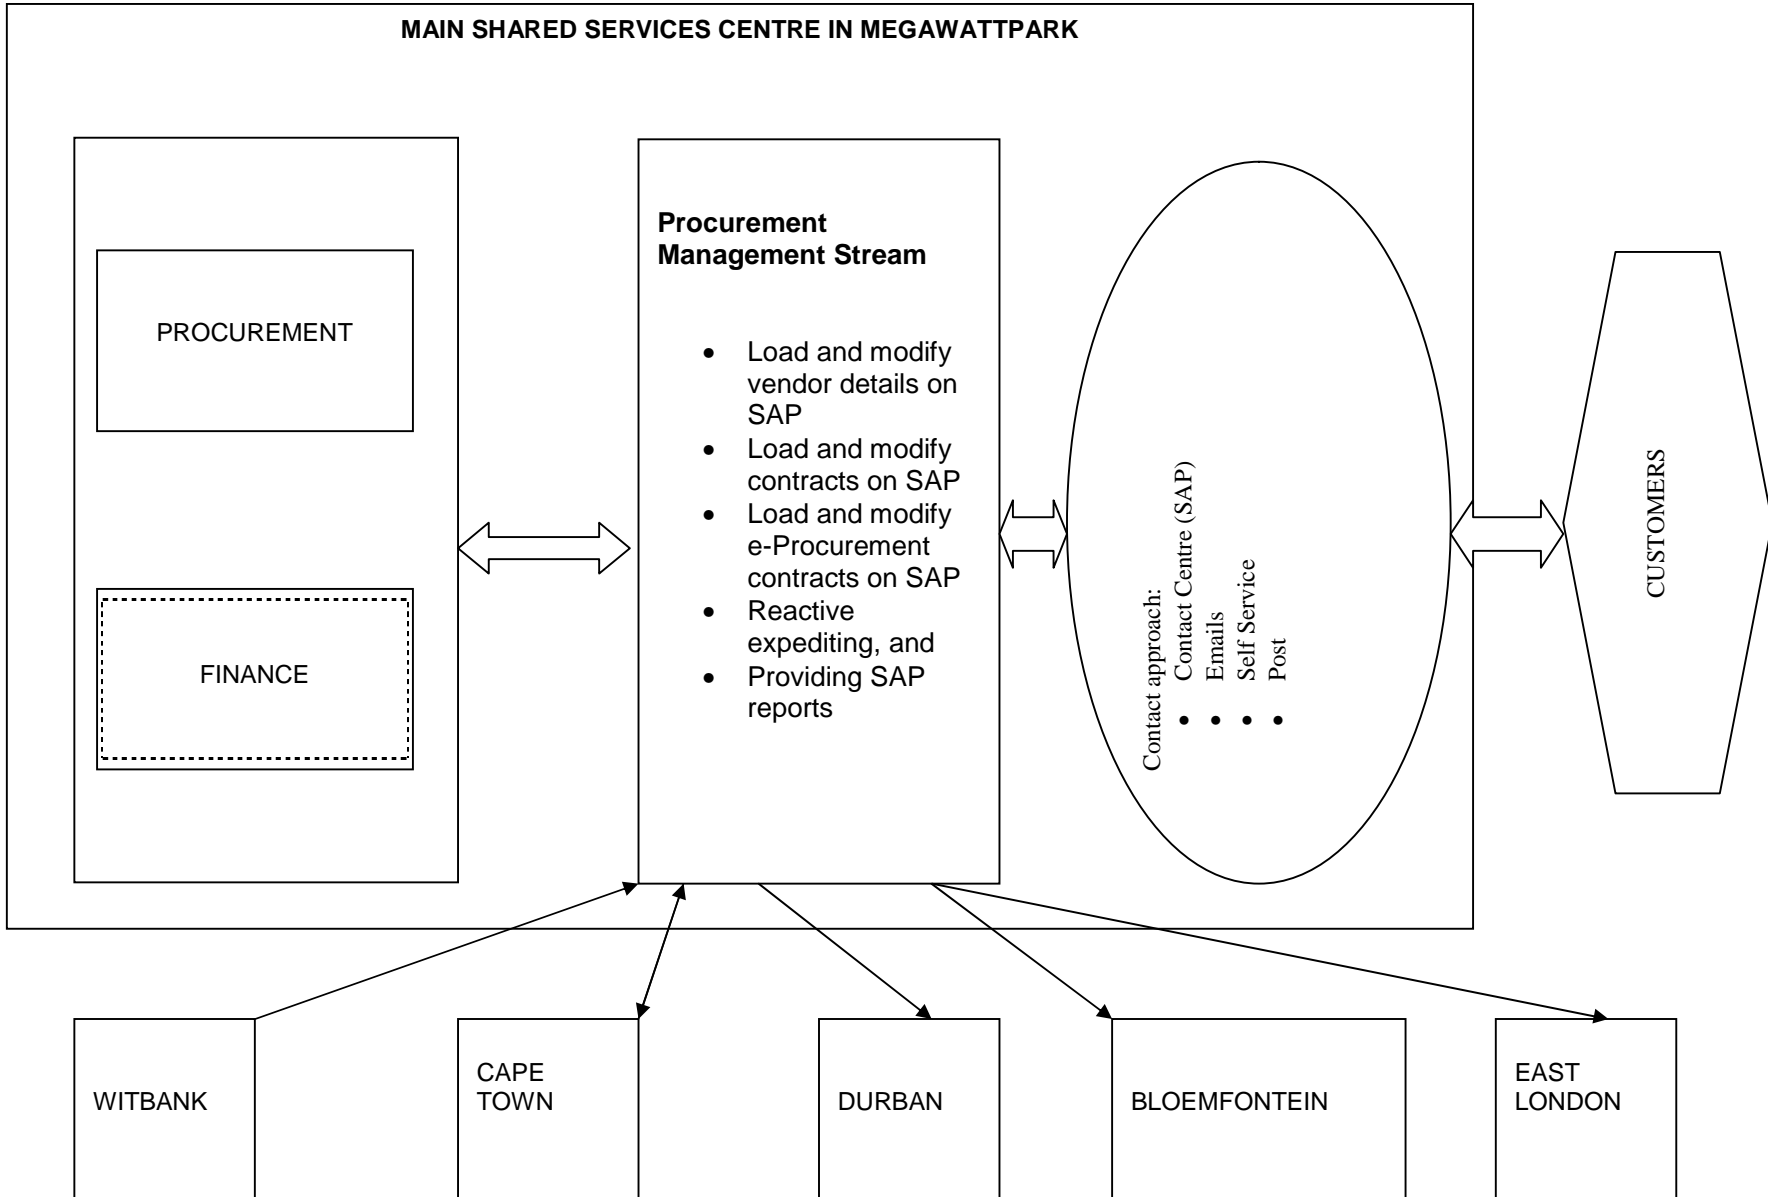 MAIN SHARED SERVICES CENTRE IN MEGAWATTPARK
PROCUREMENT
FINANCE
Procurement
Management Stream
• Load and modify
vendor details on
SAP
• Load and modify
contracts on SAP
• Load and modify
e-Procurement
contracts on SAP
• Reactive
expediting, and
• Providing SAP
reports
Contact approach:
• Contact Centre (SAP)
• Emails
• Self Service
• Post
CUSTOMERS
WITBANK
CAPE
TOWN
DURBAN
BLOEMFONTEIN
EAST
LONDON